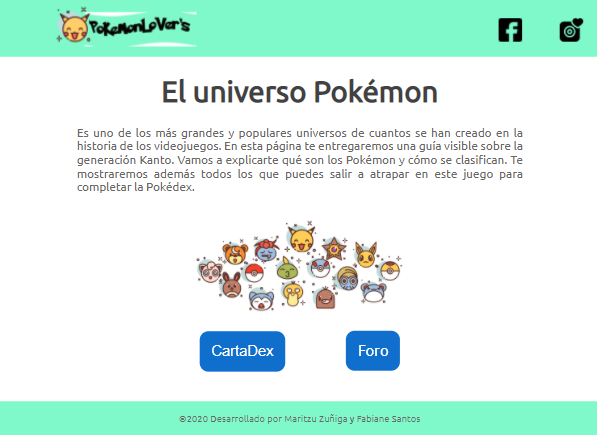 PoKemonLoVer's
El universo Pokémon
Es uno de los más grandes y populares universos de cuantos se han creado en la
historia de los videojuegos. En esta página te entregaremos una guía visible sobre la
generación Kanto. Vamos a explicarte qué son los Pokémon y cómo se clasifican. Te
mostraremos además todos los que puedes salir a atrapar en este juego para
completar la Pokédex.
CartaDex
Foro
©2020 Desarrollado por Maritzu Zuñiga y Fabiane Santos